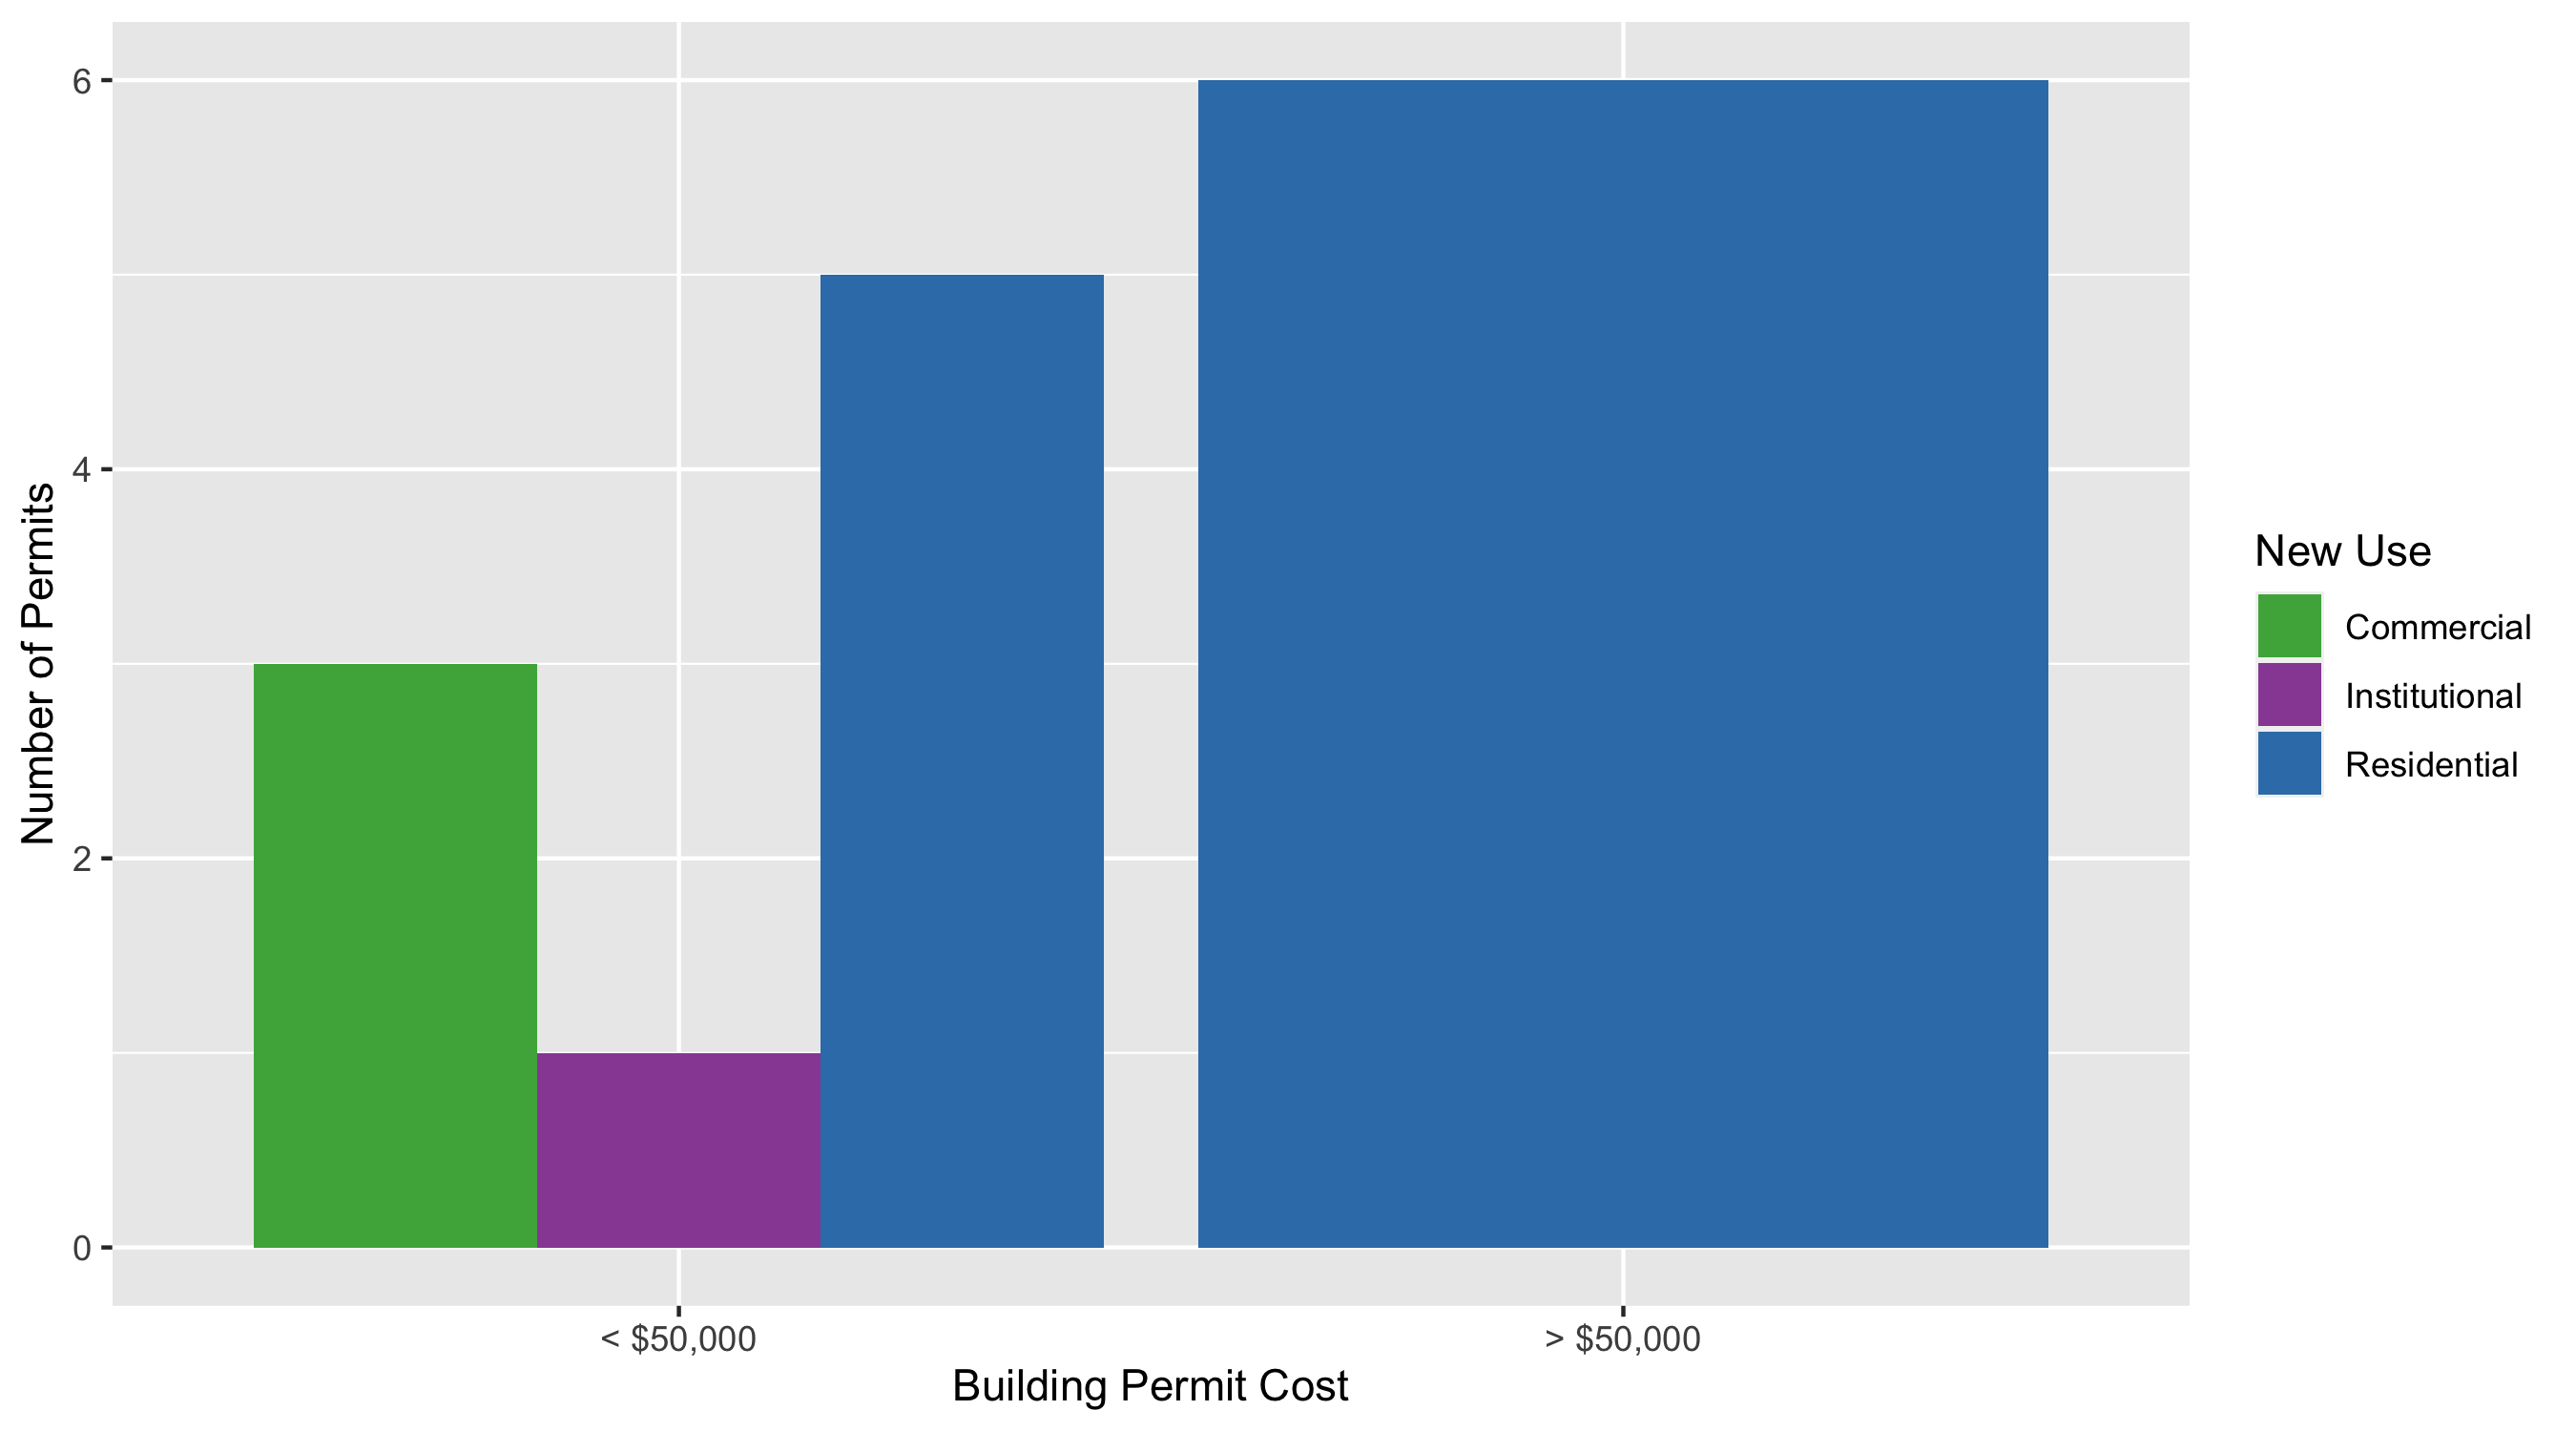 6
4
2
0
Number of Permits
< $50,000
> $50,000
Building Permit Cost
New Use
Commercial
Institutional
Residential